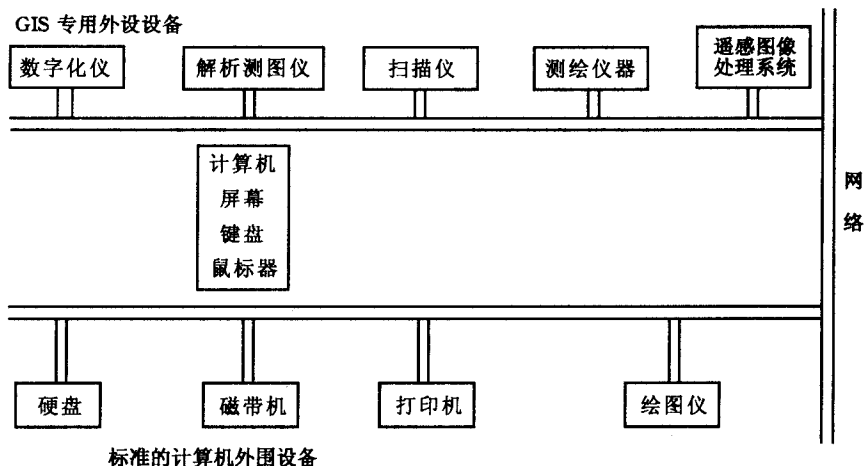 GIS 专用外设设备
数字化仪
解析测图仪
扫描仪
测绘仪器
遥感图像
处理系统
计算机
屏幕
键盘
鼠标器
网
络
硬盘
磁带机
打印机
绘图仪
标准的计算机外围设备